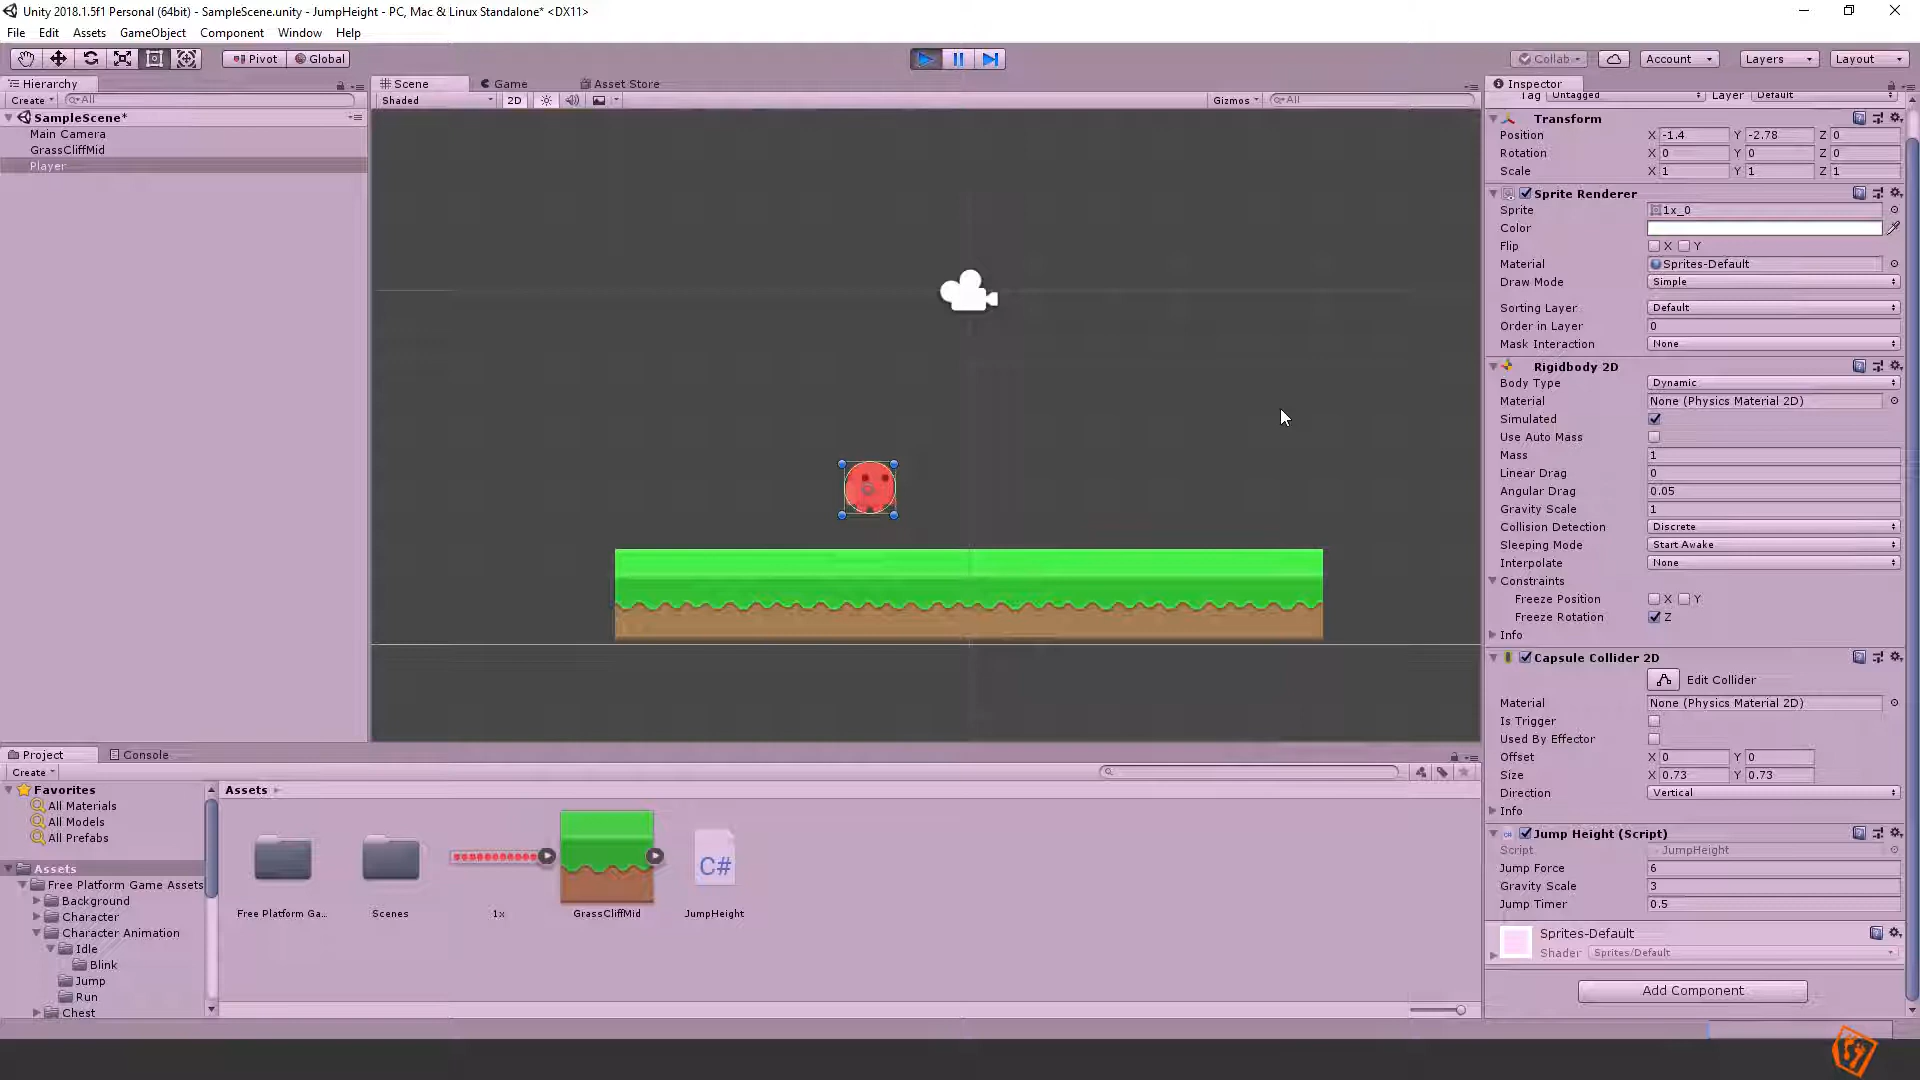 Unity 2018.1.5f1 Personal (64bit) - SampleScene.unity - JumpHeight - PC, Mac & Linux Standalone* <DX11>
File Edit Assets GameObject Component Window Help
Pivot Global Collab Account Layers Layout
Hierarchy
Create All
SampleScene*
Main Camera
GrassCliffMid
Player
Scene Game Asset Store
Shaded 2D Gizmos All
Inspector
Tag Untagged Layer Default
Transform
Position X -1.4 Y -2.78 Z 0
Rotation X 0 Y 0 Z 0
Scale X 1 Y 1 Z 1
Sprite Renderer
Sprite 1x_0
Color
Flip X Y
Material Sprites-Default
Draw Mode Simple
Sorting Layer Default
Order in Layer 0
Mask Interaction None
Rigidbody 2D
Body Type Dynamic
Material None (Physics Material 2D)
Simulated
Use Auto Mass
Mass 1
Linear Drag 0
Angular Drag 0.05
Gravity Scale 1
Collision Detection Discrete
Sleeping Mode Start Awake
Interpolate None
Constraints
Freeze Position X Y
Freeze Rotation Z
Info
Capsule Collider 2D
Edit Collider
Material None (Physics Material 2D)
Is Trigger
Used By Effector
Offset X 0 Y 0
Size X 0.73 Y 0.73
Direction Vertical
Info
Jump Height (Script)
Script JumpHeight
Jump Force 6
Gravity Scale 3
Jump Timer 0.5
Sprites-Default
Shader Sprites/Default
Add Component
Project Console
Create
Favorites
All Materials
All Models
All Prefabs
Assets
Free Platform Game Assets
Background
Character
Character Animation
Idle
Blink
Jump
Run
Chest
Assets
C#
Free Platform Ga... Scenes 1x GrassCliffMid JumpHeight